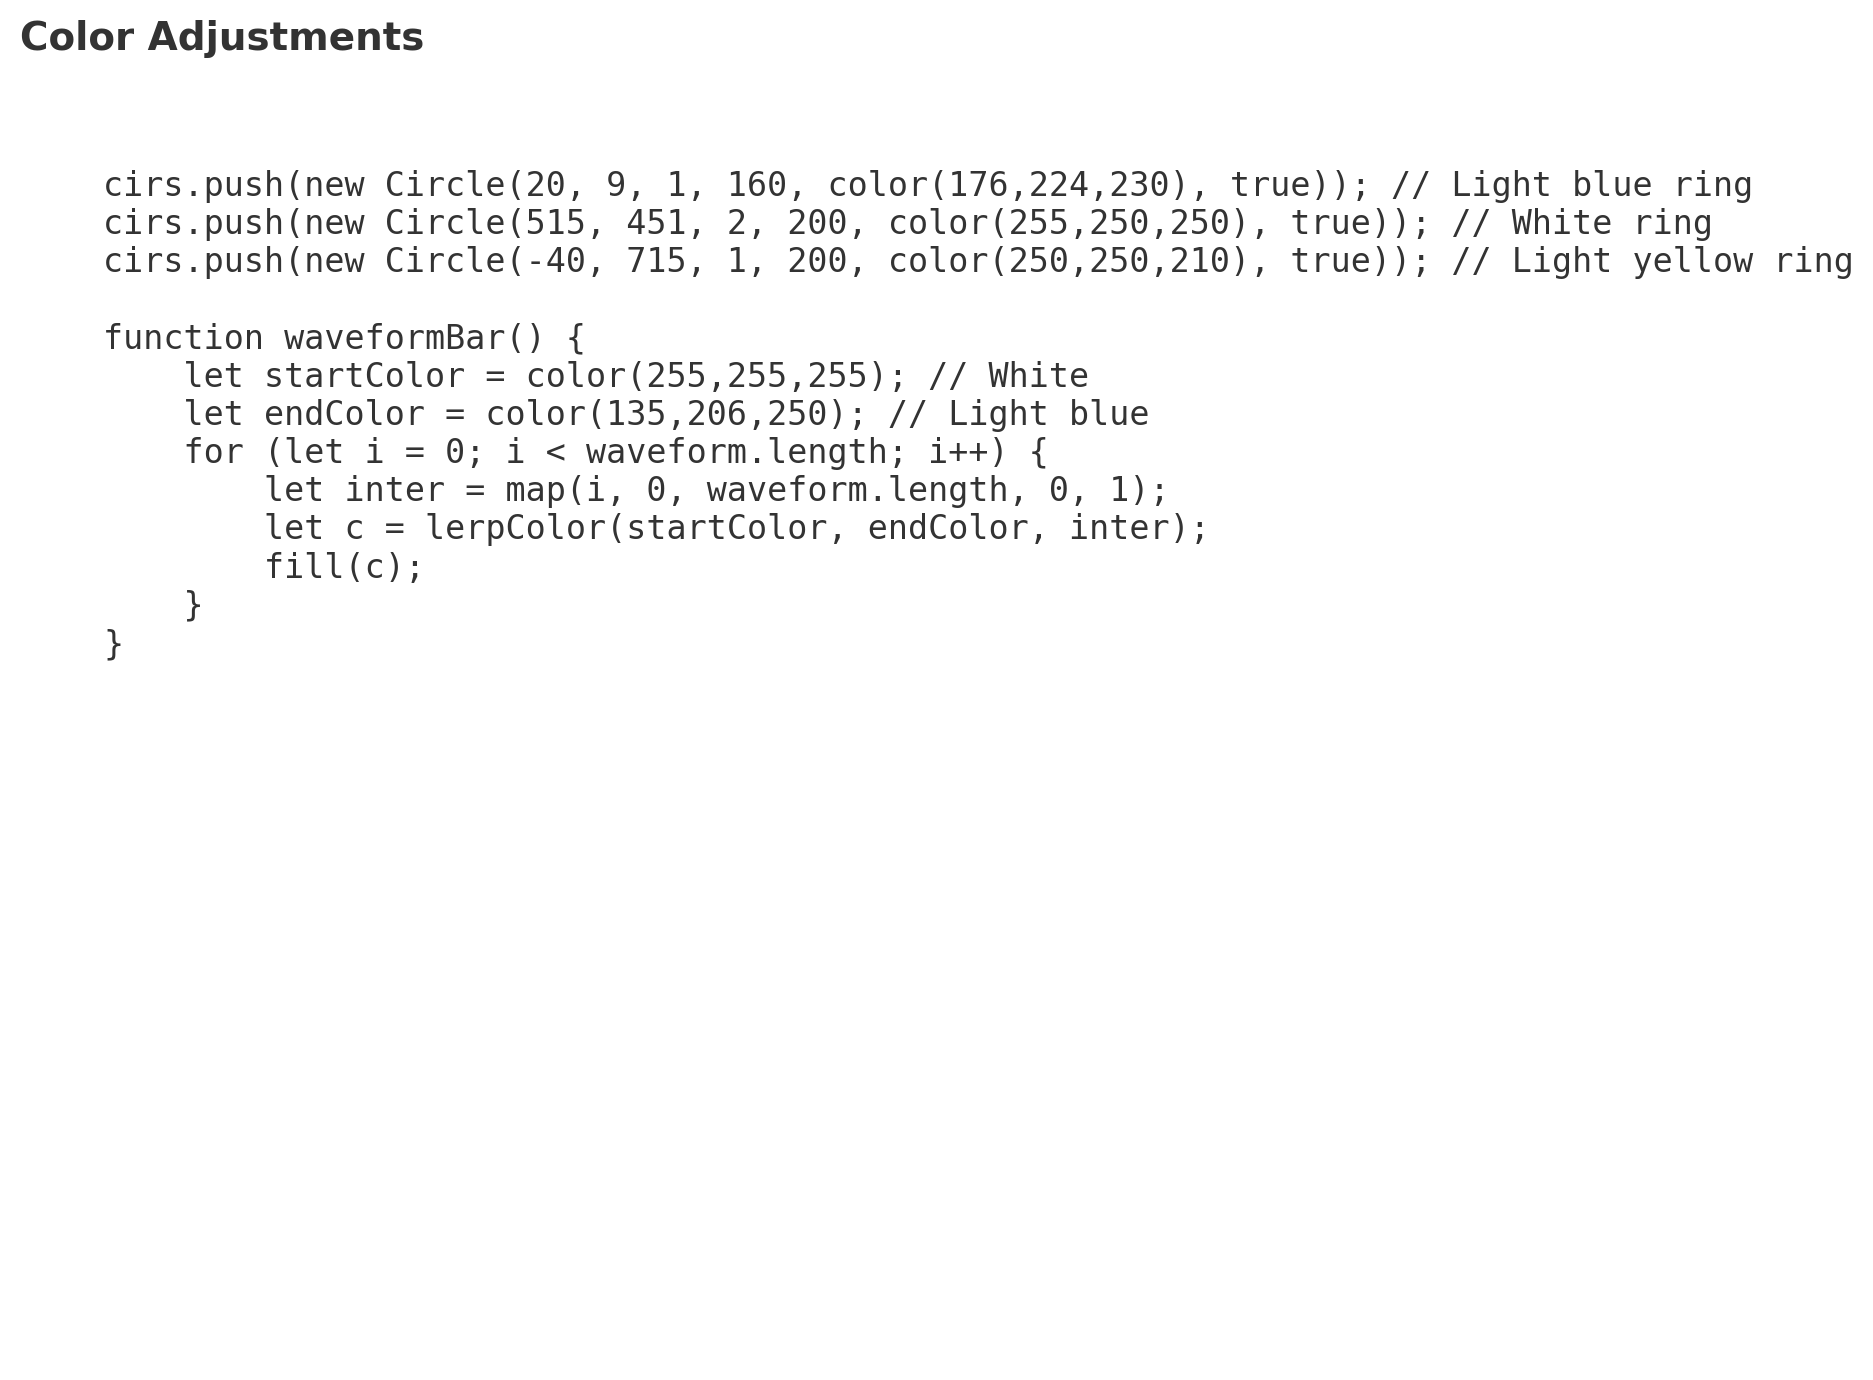 Color Adjustments
cirs.push(new Circle(20, 9, 1, 160, color(176,224,230), true)); // Light blue ring
cirs.push(new Circle(515, 451, 2, 200, color(255,250,250), true)); // White ring
cirs.push(new Circle(-40, 715, 1, 200, color(250,250,210), true)); // Light yellow ring
function waveformBar() {
    let startColor = color(255,255,255); // White
    let endColor = color(135,206,250); // Light blue
    for (let i = 0; i < waveform.length; i++) {
        let inter = map(i, 0, waveform.length, 0, 1);
        let c = lerpColor(startColor, endColor, inter);
        fill(c);
    }
}